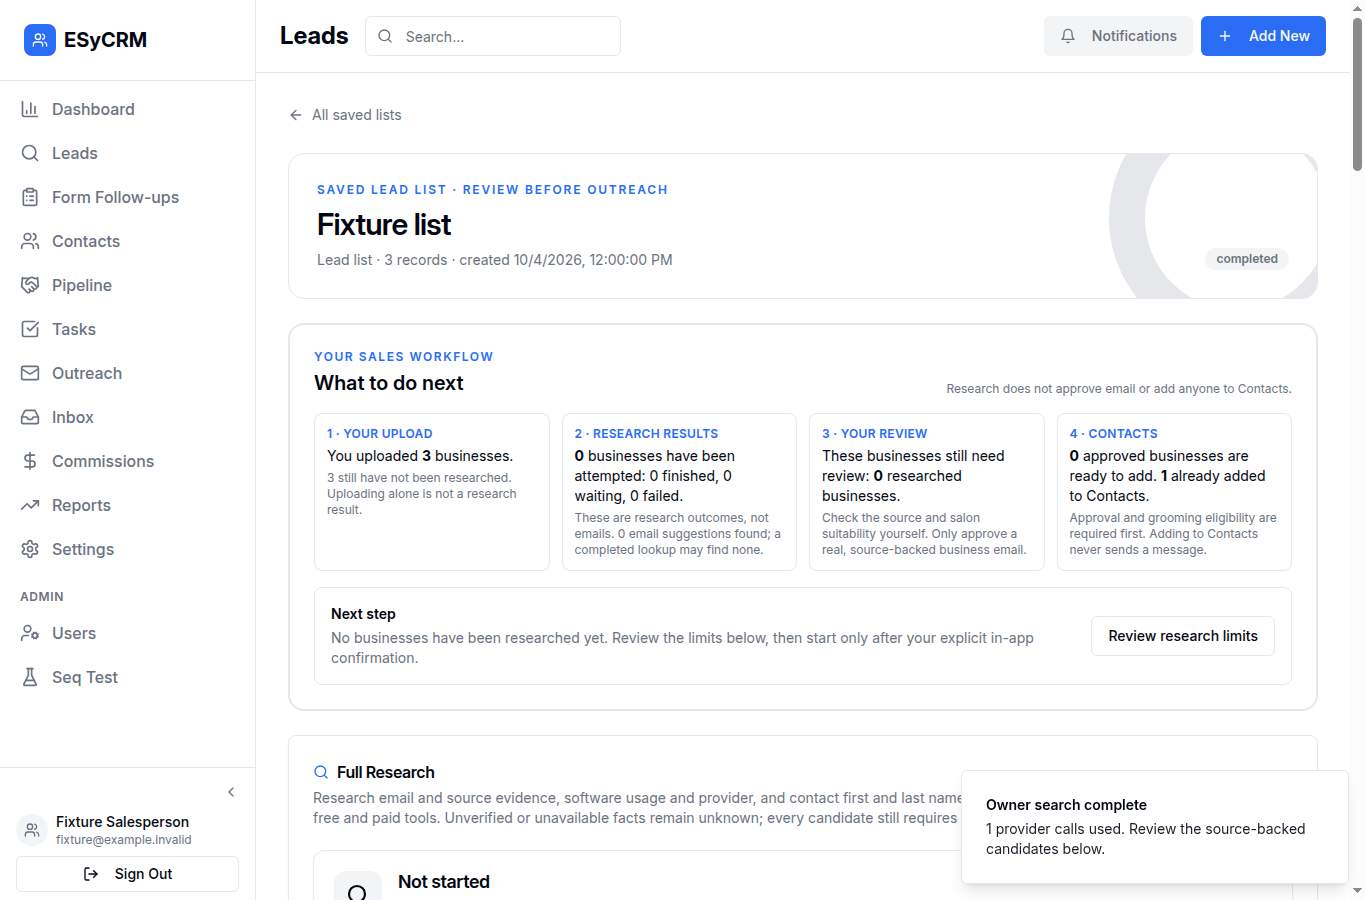 ESyCRM
Dashboard
Leads
Form Follow-ups
Contacts
Pipeline
Tasks
Outreach
Inbox
Commissions
Reports
Settings
ADMIN
Users
Seq Test
Fixture Salesperson
fixture@example.invalid
Sign Out
Leads
Search...
Notifications
Add New
All saved lists
SAVED LEAD LIST · REVIEW BEFORE OUTREACH
Fixture list
Lead list · 3 records · created 10/4/2026, 12:00:00 PM
completed
YOUR SALES WORKFLOW
What to do next
Research does not approve email or add anyone to Contacts.
1 · YOUR UPLOAD
You uploaded 3 businesses.
3 still have not been researched.
Uploading alone is not a research
result.
2 · RESEARCH RESULTS
0 businesses have been
attempted: 0 finished, 0
waiting, 0 failed.
These are research outcomes, not
emails. 0 email suggestions found; a
completed lookup may find none.
3 · YOUR REVIEW
These businesses still need
review: 0 researched
businesses.
Check the source and salon
suitability yourself. Only approve a
real, source-backed business email.
4 · CONTACTS
0 approved businesses are
ready to add. 1 already added
to Contacts.
Approval and grooming eligibility are
required first. Adding to Contacts
never sends a message.
Next step
No businesses have been researched yet. Review the limits below, then start only after your explicit in-app
confirmation.
Review research limits
Full Research
Research email and source evidence, software usage and provider, and contact first and last name
free and paid tools. Unverified or unavailable facts remain unknown; every candidate still requires
Not started
Owner search complete
1 provider calls used. Review the source-backed
candidates below.